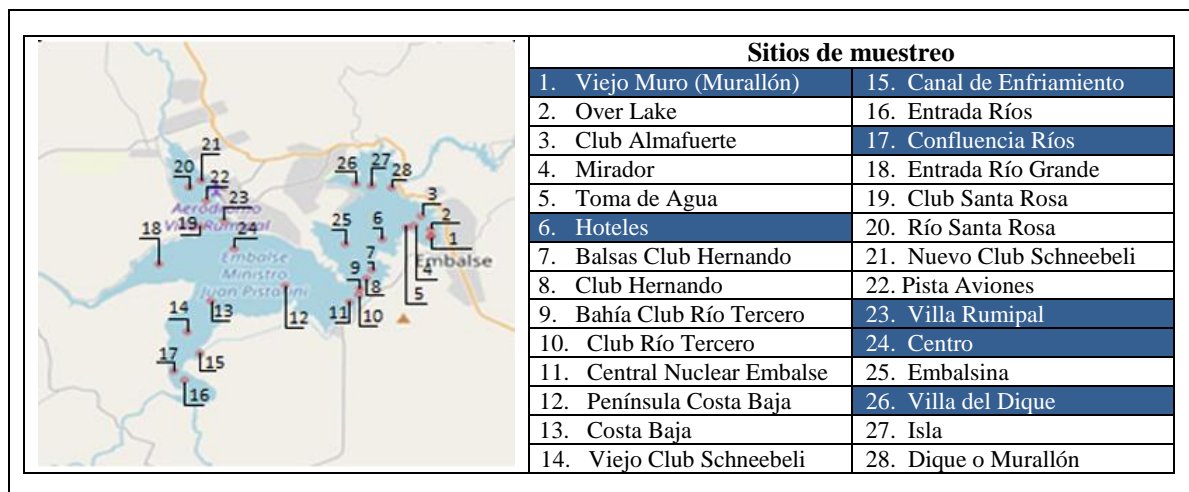 Sitios de muestreo
1. Viejo Muro (Murallón) 15. Canal de Enfriamiento
2. Over Lake 16. Entrada Ríos
3. Club Almafuerte 17. Confluencia Ríos
4. Mirador 18. Entrada Río Grande
5. Toma de Agua 19. Club Santa Rosa
6. Hoteles 20. Río Santa Rosa
7. Balsas Club Hernando 21. Nuevo Club Schneebeli
8. Club Hernando 22. Pista Aviones
9. Bahía Club Río Tercero 23. Villa Rumipal
10. Club Río Tercero 24. Centro
11. Central Nuclear Embalse 25. Embalsina
12. Península Costa Baja 26. Villa del Dique
13. Costa Baja 27. Isla
14. Viejo Club Schneebeli 28. Dique o Murallón
21
20
22
26
27
28
23
3
Aeródromo
Villa Rumipal
19
18
24
25
6
2
1
Embalse
Ministro
Juan Pistarini
Embalse
7
9
8
4
5
14
13
12
11
10
17
15
16